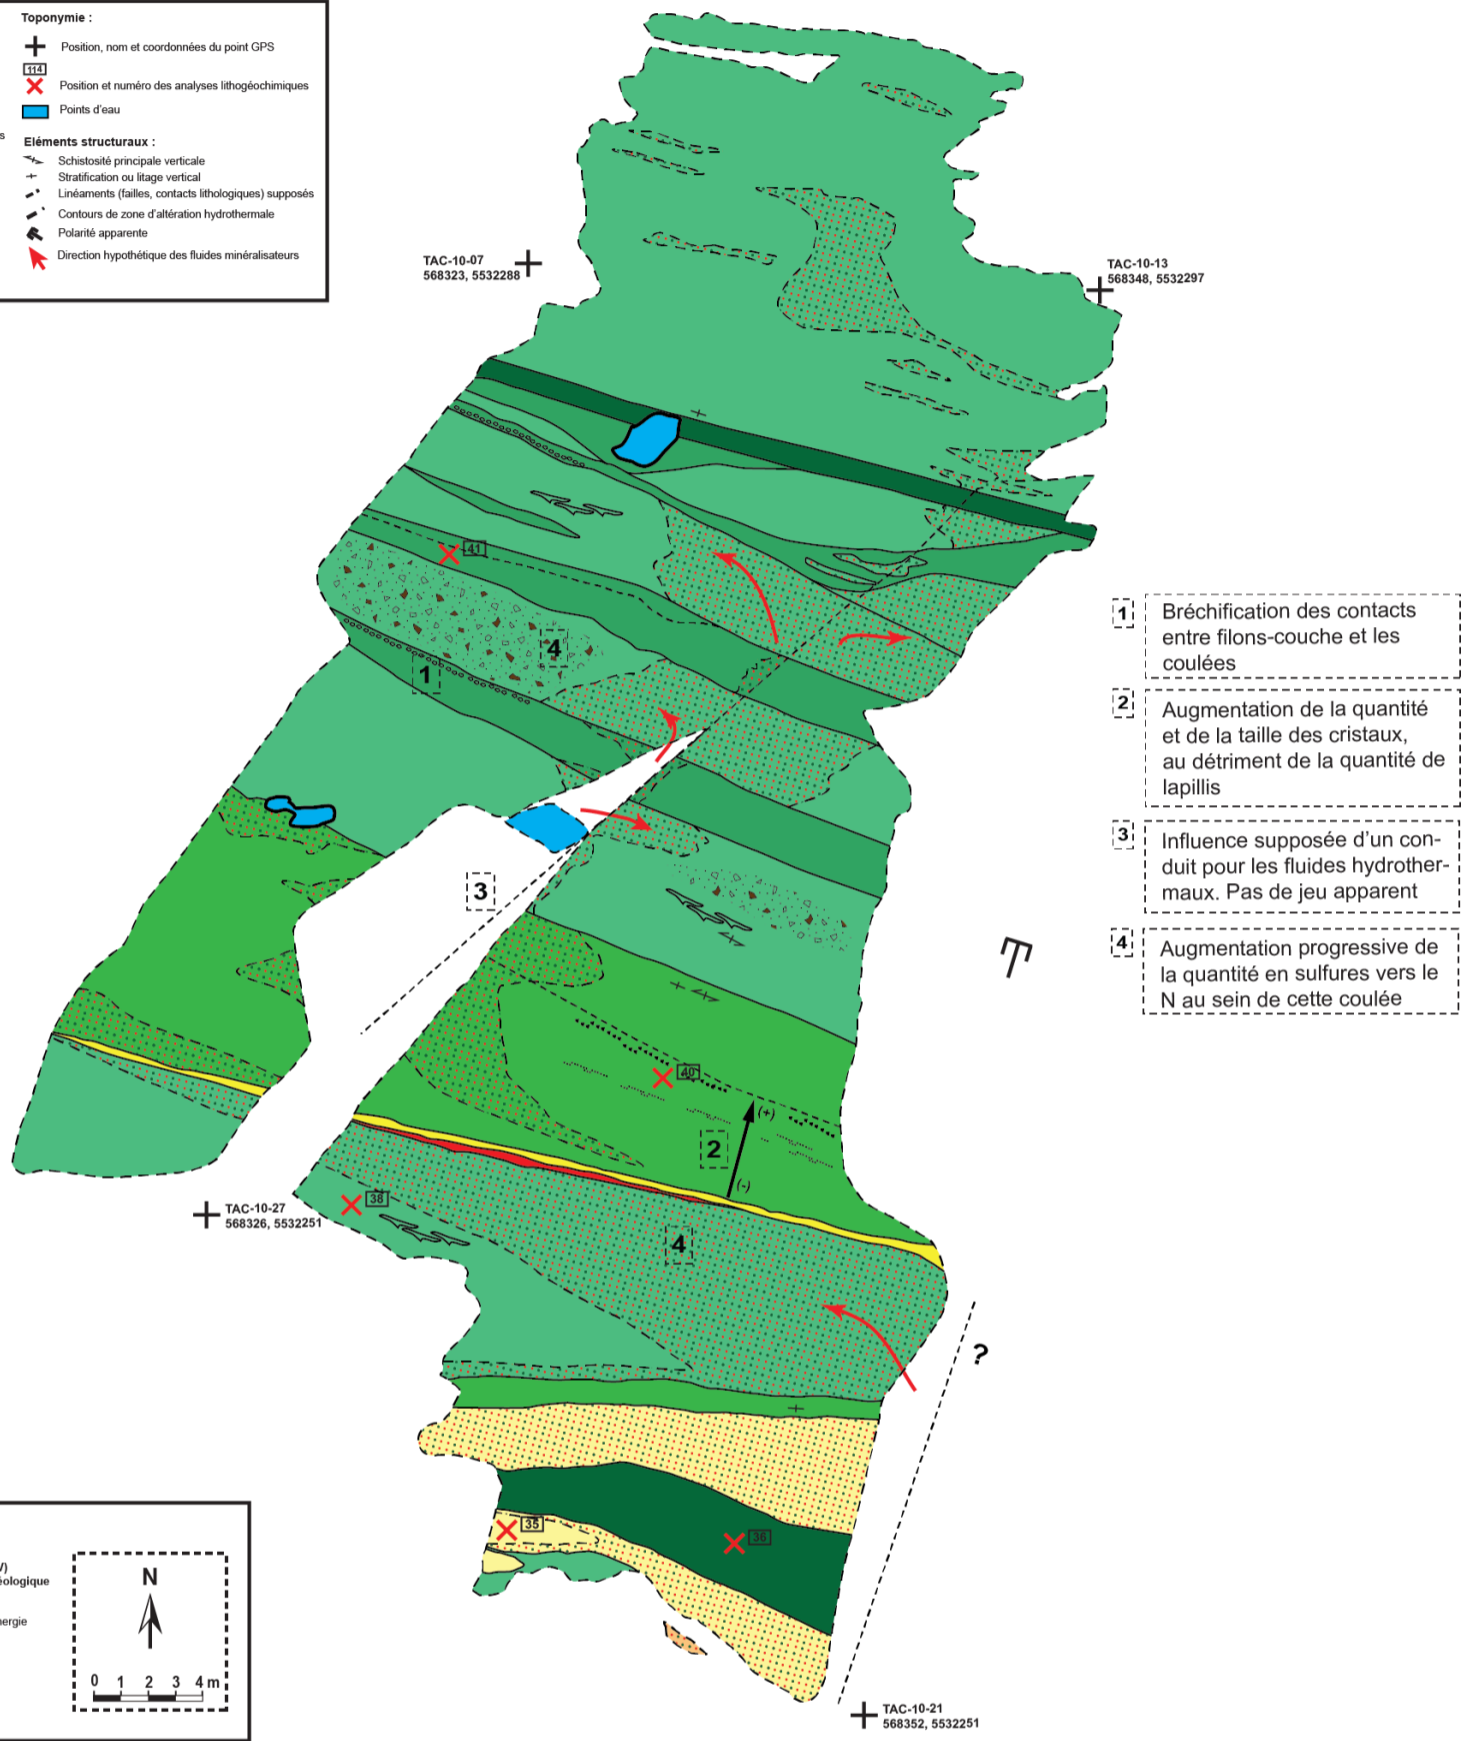 Toponymie :
Position, nom et coordonnées du point GPS
114
Position et numéro des analyses lithogéochimiques
Points d'eau
s
Eléments structuraux :
Schistosité principale verticale
Stratification ou litage vertical
Linéaments (failles, contacts lithologiques) supposés
Contours de zone d'altération hydrothermale
Polarité apparente
Direction hypothétique des fluides minéralisateurs
TAC-10-07
568323, 5532288
TAC-10-13
568348, 5532297
41
4
1
3
40
(+)
2
(-)
38
4
TAC-10-27
568326, 5532251
?
35
36
TAC-10-21
568352, 5532251
1
Bréchification des contacts
entre filons-couche et les
coulées
2
Augmentation de la quantité
et de la taille des cristaux,
au détriment de la quantité de
lapillis
3
Influence supposée d'un con-
duit pour les fluides hydrother-
maux. Pas de jeu apparent
4
Augmentation progressive de
la quantité en sulfures vers le
N au sein de cette coulée
V)
éologique
nergie
N
0 1 2 3 4 m